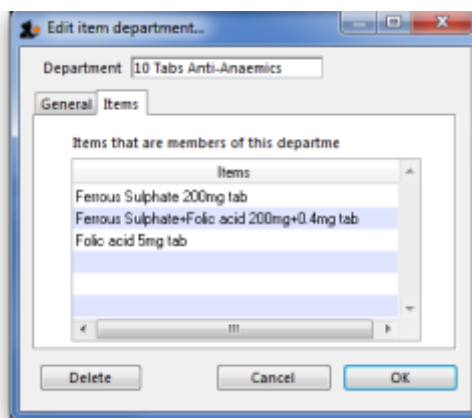 Edit item department...
Department 10 Tabs Anti-Anaemics
General Items
Items that are members of this departme
Items
Ferrous Sulphate 200mg tab
Ferrous Sulphate+Folic acid 200mg+0.4mg tab
Folic acid 5mg tab
Delete Cancel OK